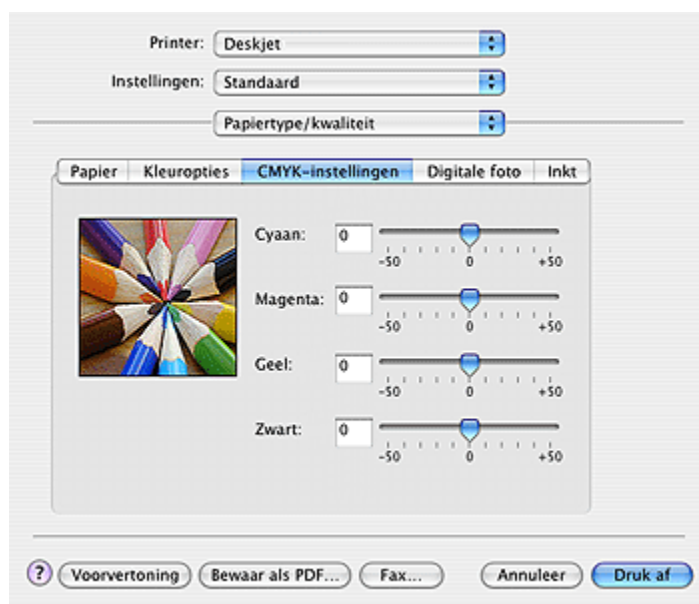 Printer: Deskjet
Instellingen: Standaard
Papiertype/kwaliteit
Papier Kleuropties CMYK-instellingen Digitale foto Inkt
Cyaan: 0
-50 0 +50
Magenta: 0
-50 0 +50
Geel: 0
-50 0 +50
Zwart: 0
-50 0 +50
? Voorvertoning Bewaar als PDF... Fax... Annuleer Druk af